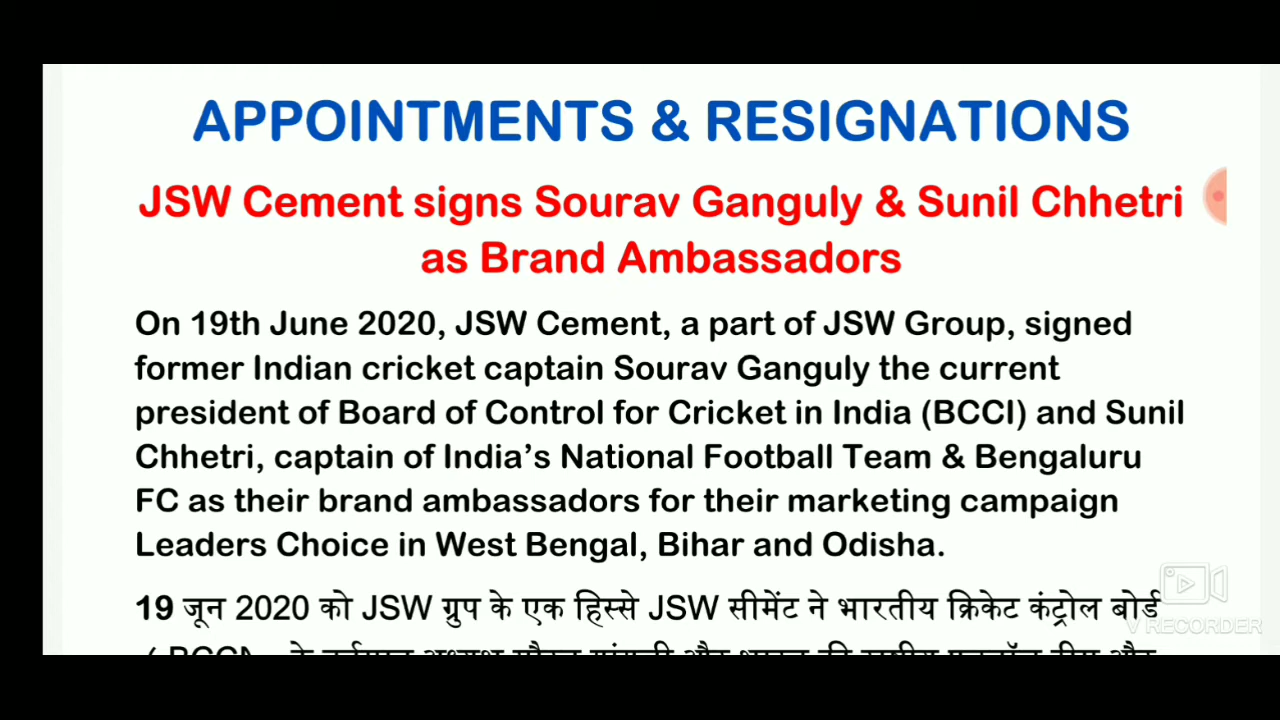 APPOINTMENTS & RESIGNATIONS
JSW Cement signs Sourav Ganguly & Sunil Chhetri
as Brand Ambassadors
On 19th June 2020, JSW Cement, a part of JSW Group, signed
former Indian cricket captain Sourav Ganguly the current
president of Board of Control for Cricket in India (BCCI) and Sunil
Chhetri, captain of India’s National Football Team & Bengaluru
FC as their brand ambassadors for their marketing campaign
Leaders Choice in West Bengal, Bihar and Odisha.
19 जून 2020 को JSW ग्रुप के एक हिस्से JSW सीमेंट ने भारतीय क्रिकेट कंट्रोल बोर्ड
V RECORDER